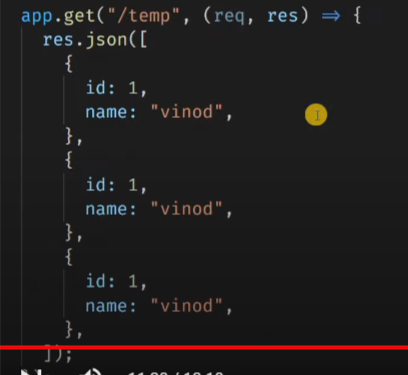 app.get("/temp", (req, res) => {
  res.json([
    {
      id: 1,
      name: "vinod",
    },
    {
      id: 1,
      name: "vinod",
    },
    {
      id: 1,
      name: "vinod",
    },
  ]);